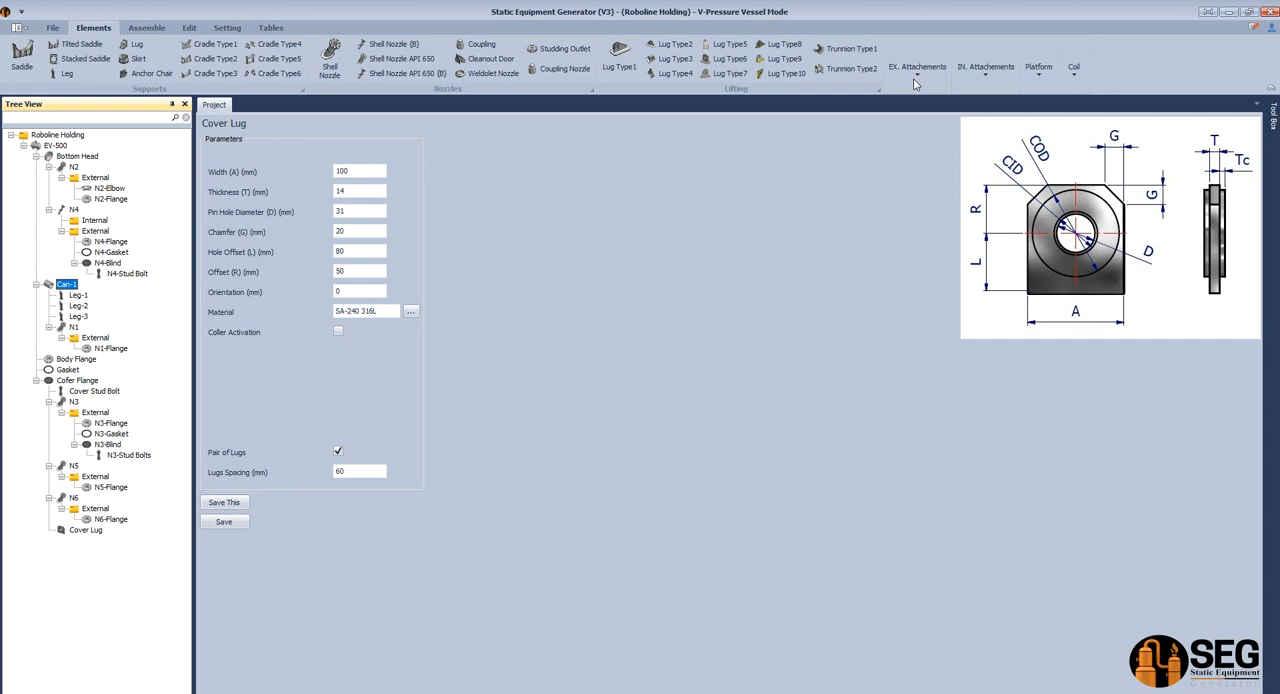 Static Equipment Generator (V3) - (Roboline Holding) - V-Pressure Vessel Mode
File Elements Assemble Edit Setting Tables
Saddle
Tilted Saddle
Stacked Saddle
Leg
Lug
Skirt
Anchor Chair
Cradle Type1
Cradle Type2
Cradle Type3
Cradle Type4
Cradle Type5
Cradle Type6
Supports
Shell
Nozzle
Shell Nozzle (B)
Shell Nozzle API 650
Shell Nozzle API 650 (B)
Coupling
Cleanout Door
Weldolet Nozzle
Studding Outlet
Coupling Nozzle
Nozzles
Lug Type1
Lug Type2
Lug Type3
Lug Type4
Lug Type5
Lug Type6
Lug Type7
Lug Type8
Lug Type9
Lug Type10
Trunnion Type1
Trunnion Type2
Lifting
EX. Attachements
IN. Attachements
Platform
Coil
Tree View
Roboline Holding
EV-500
Bottom Head
N2
External
N2-Elbow
N2-Flange
N4
Internal
External
N4-Flange
N4-Gasket
N4-Blind
N4-Stud Bolt
Can-1
Leg-1
Leg-2
Leg-3
N1
External
N1-Flange
Body Flange
Gasket
Cofer Flange
Cover Stud Bolt
N3
External
N3-Flange
N3-Gasket
N3-Blind
N3-Stud Bolts
N5
External
N5-Flange
N6
External
N6-Flange
Cover Lug
Project
Cover Lug
Parameters
Width (A) (mm) 100
Thickness (T) (mm) 14
Pin Hole Diameter (D) (mm) 31
Chamfer (G) (mm) 20
Hole Offset (L) (mm) 80
Offset (R) (mm) 50
Orientation (mm) 0
Material SA-240 316L ...
Coller Activation
Pair of Lugs
Lugs Spacing (mm) 60
Save This
Save
COD
CID
G
T
Tc
R
G
D
L
A
Tool Box
SEG
Static Equipment
Generator